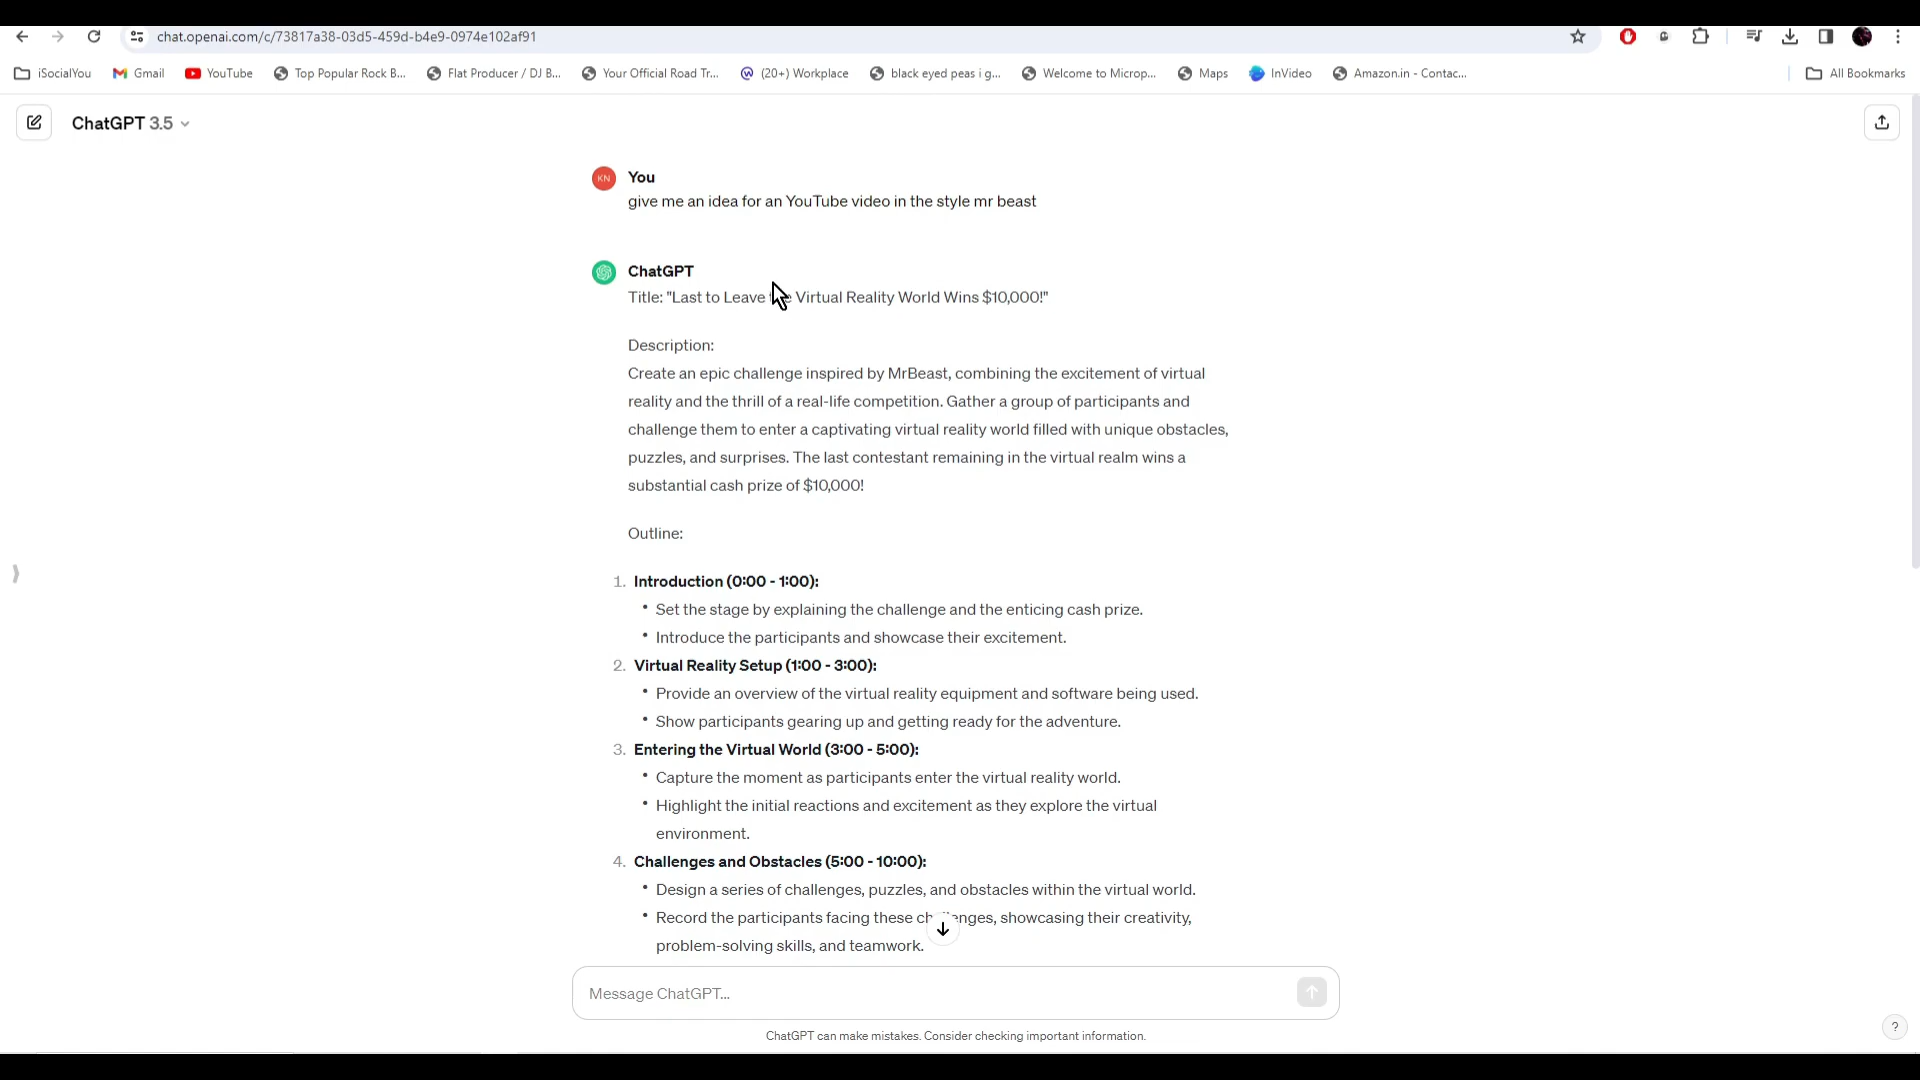 chat.openai.com/c/73817a38-03d5-459d-b4e9-0974e102af91
iSocialYou Gmail YouTube Top Popular Rock B... Flat Producer / DJ B... Your Official Road Tr... (20+) Workplace black eyed peas i g... Welcome to Microp... Maps InVideo Amazon.in - Contac... All Bookmarks
ChatGPT 3.5
KN You
give me an idea for an YouTube video in the style mr beast
ChatGPT
Title: "Last to Leave Virtual Reality World Wins $10,000!"
Description:
Create an epic challenge inspired by MrBeast, combining the excitement of virtual
reality and the thrill of a real-life competition. Gather a group of participants and
challenge them to enter a captivating virtual reality world filled with unique obstacles,
puzzles, and surprises. The last contestant remaining in the virtual realm wins a
substantial cash prize of $10,000!
Outline:
1. Introduction (0:00 - 1:00):
• Set the stage by explaining the challenge and the enticing cash prize.
• Introduce the participants and showcase their excitement.
2. Virtual Reality Setup (1:00 - 3:00):
• Provide an overview of the virtual reality equipment and software being used.
• Show participants gearing up and getting ready for the adventure.
3. Entering the Virtual World (3:00 - 5:00):
• Capture the moment as participants enter the virtual reality world.
• Highlight the initial reactions and excitement as they explore the virtual
environment.
4. Challenges and Obstacles (5:00 - 10:00):
• Design a series of challenges, puzzles, and obstacles within the virtual world.
• Record the participants facing these challenges, showcasing their creativity,
problem-solving skills, and teamwork.
Message ChatGPT...
ChatGPT can make mistakes. Consider checking important information.
?